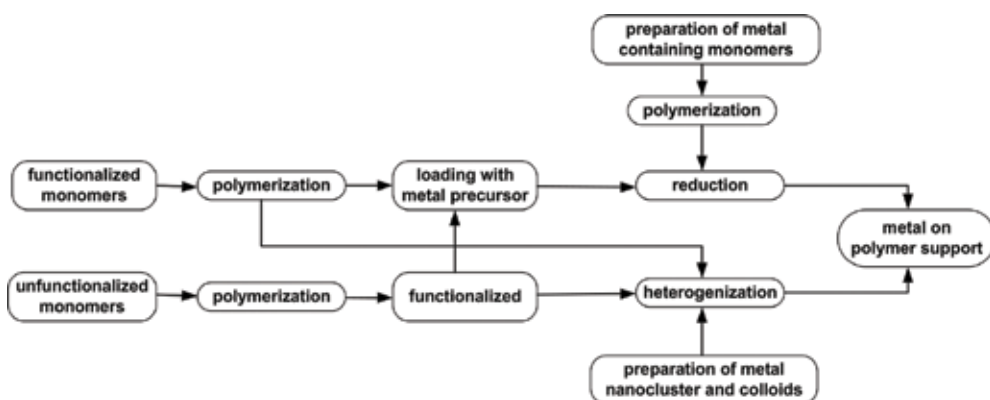 preparation of metal
containing monomers
polymerization
functionalized
monomers
polymerization
loading with
metal precursor
reduction
metal on
polymer support
unfunctionalized
monomers
polymerization
functionalized
heterogenization
preparation of metal
nanocluster and colloids